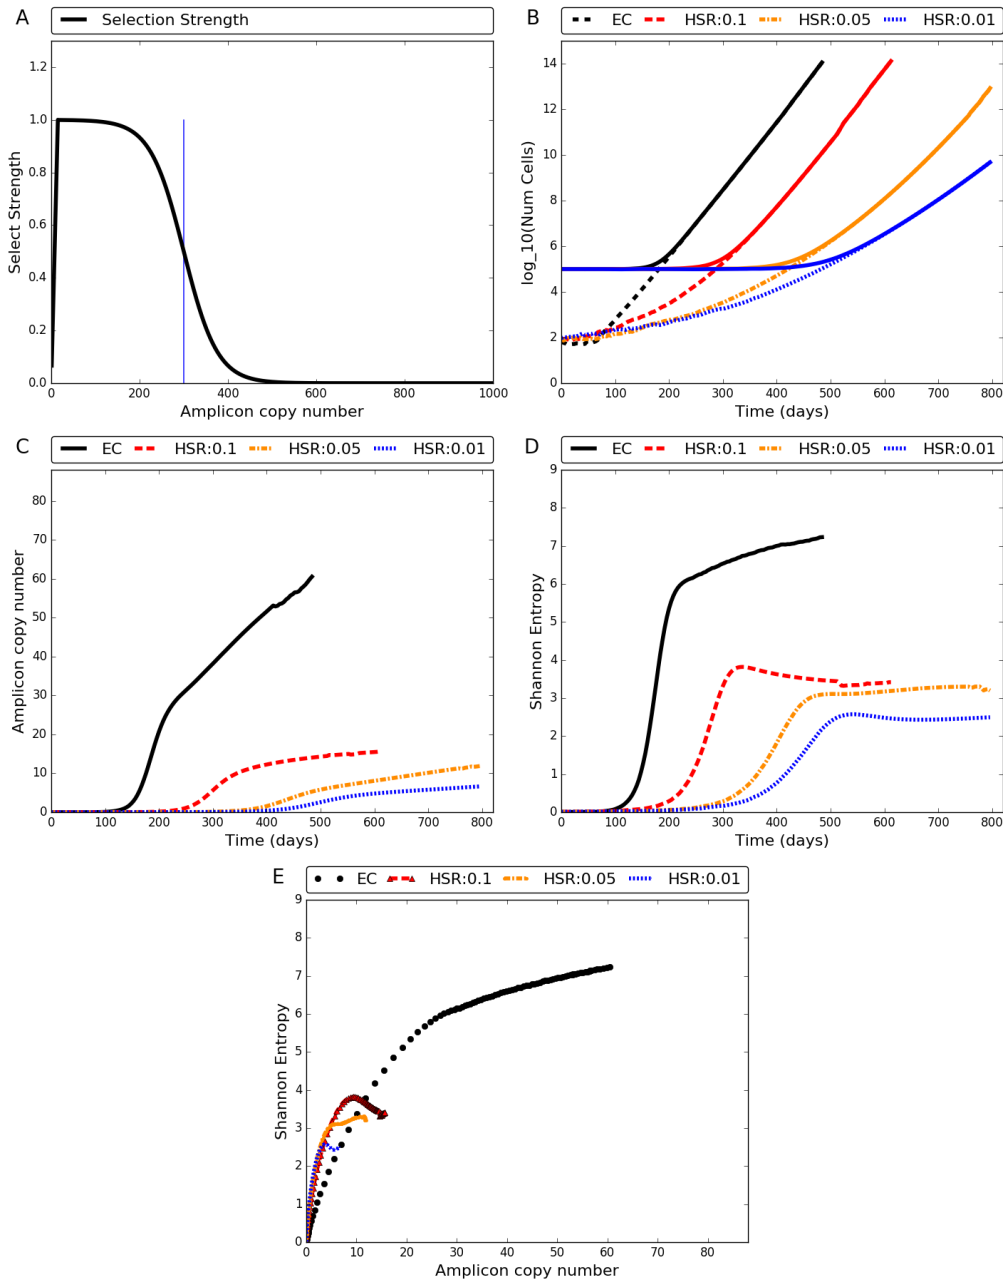 A
Selection Strength
1.2
1.0
0.8
0.6
0.4
0.2
0.0
Select Strength
0 200 400 600 800 1000
Amplicon copy number
B
EC HSR:0.1 HSR:0.05 HSR:0.01
14
12
10
8
6
4
2
0
log_10(Num Cells)
0 100 200 300 400 500 600 700 800
Time (days)
C
EC HSR:0.1 HSR:0.05 HSR:0.01
80
70
60
50
40
30
20
10
0
Amplicon copy number
0 100 200 300 400 500 600 700 800
Time (days)
D
EC HSR:0.1 HSR:0.05 HSR:0.01
9
8
7
6
5
4
3
2
1
0
Shannon Entropy
0 100 200 300 400 500 600 700 800
Time (days)
E
EC HSR:0.1 HSR:0.05 HSR:0.01
9
8
7
6
5
4
3
2
1
0
Shannon Entropy
0 10 20 30 40 50 60 70 80
Amplicon copy number